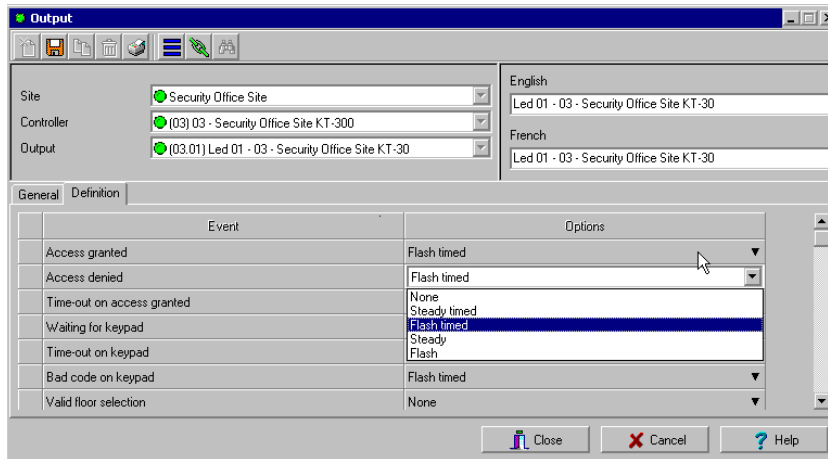 Output
Site
Security Office Site
Controller
(03) 03 - Security Office Site KT-300
Output
(03.01) Led 01 - 03 - Security Office Site KT-30
English
Led 01 - 03 - Security Office Site KT-30
French
Led 01 - 03 - Security Office Site KT-30
General Definition
Event Options
Access granted Flash timed
Access denied Flash timed
Time-out on access granted
Waiting for keypad
Time-out on keypad
None
Steady timed
Flash timed
Steady
Flash
Bad code on keypad Flash timed
Valid floor selection None
Close Cancel Help